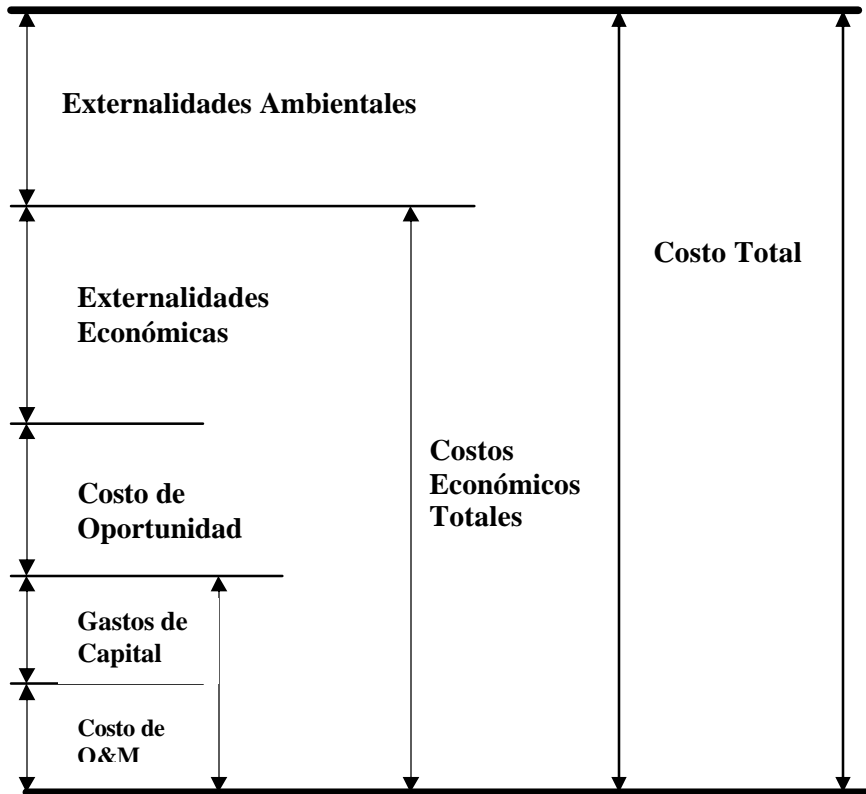 Externalidades Ambientales
Costo Total
Externalidades
Económicas
Costos
Económicos
Totales
Costo de
Oportunidad
Gastos de
Capital
Costo de
O&M